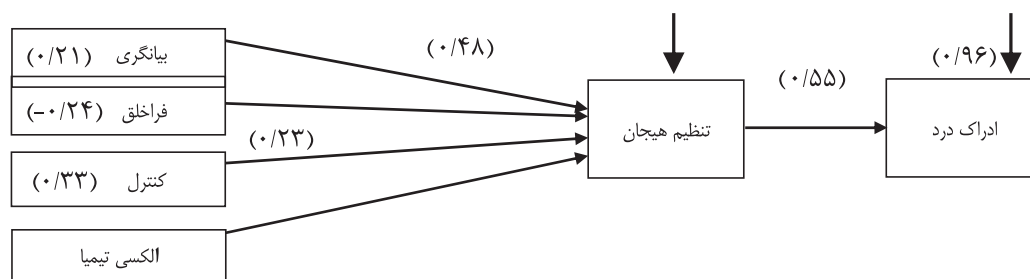 بیانگری (۰/۲۱)
فراخلق (-۰/۲۴)
کنترل (۰/۳۳)
الکسی تیمیا
(۰/۴۸)
(۰/۲۳)
تنظیم هیجان
(۰/۵۵)
(۰/۹۶)
ادراک درد